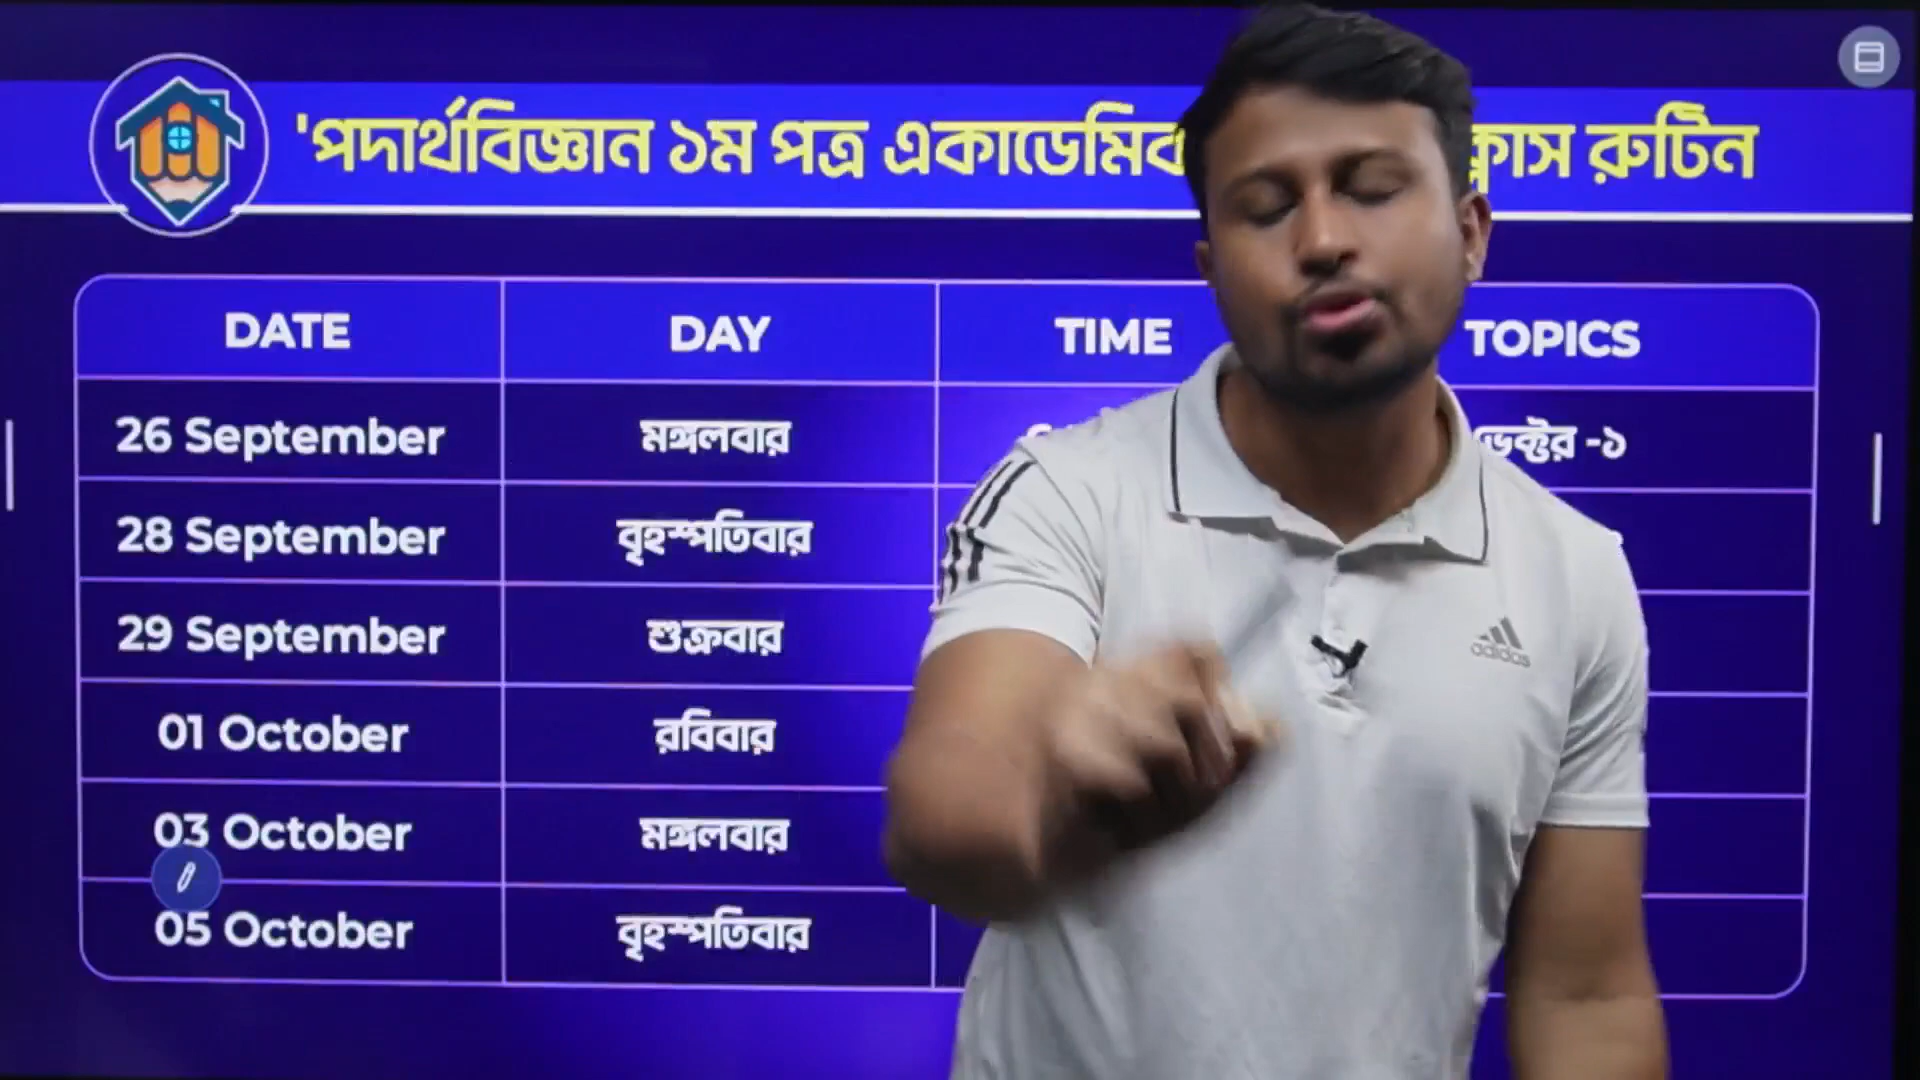 'পদার্থবিজ্ঞান ১ম পত্র একাডেমিক ক্লাস রুটিন
DATE DAY TIME TOPICS
26 September মঙ্গলবার ভেক্টর -১
28 September বৃহস্পতিবার
29 September শুক্রবার
01 October রবিবার
03 October মঙ্গলবার
05 October বৃহস্পতিবার
adidas